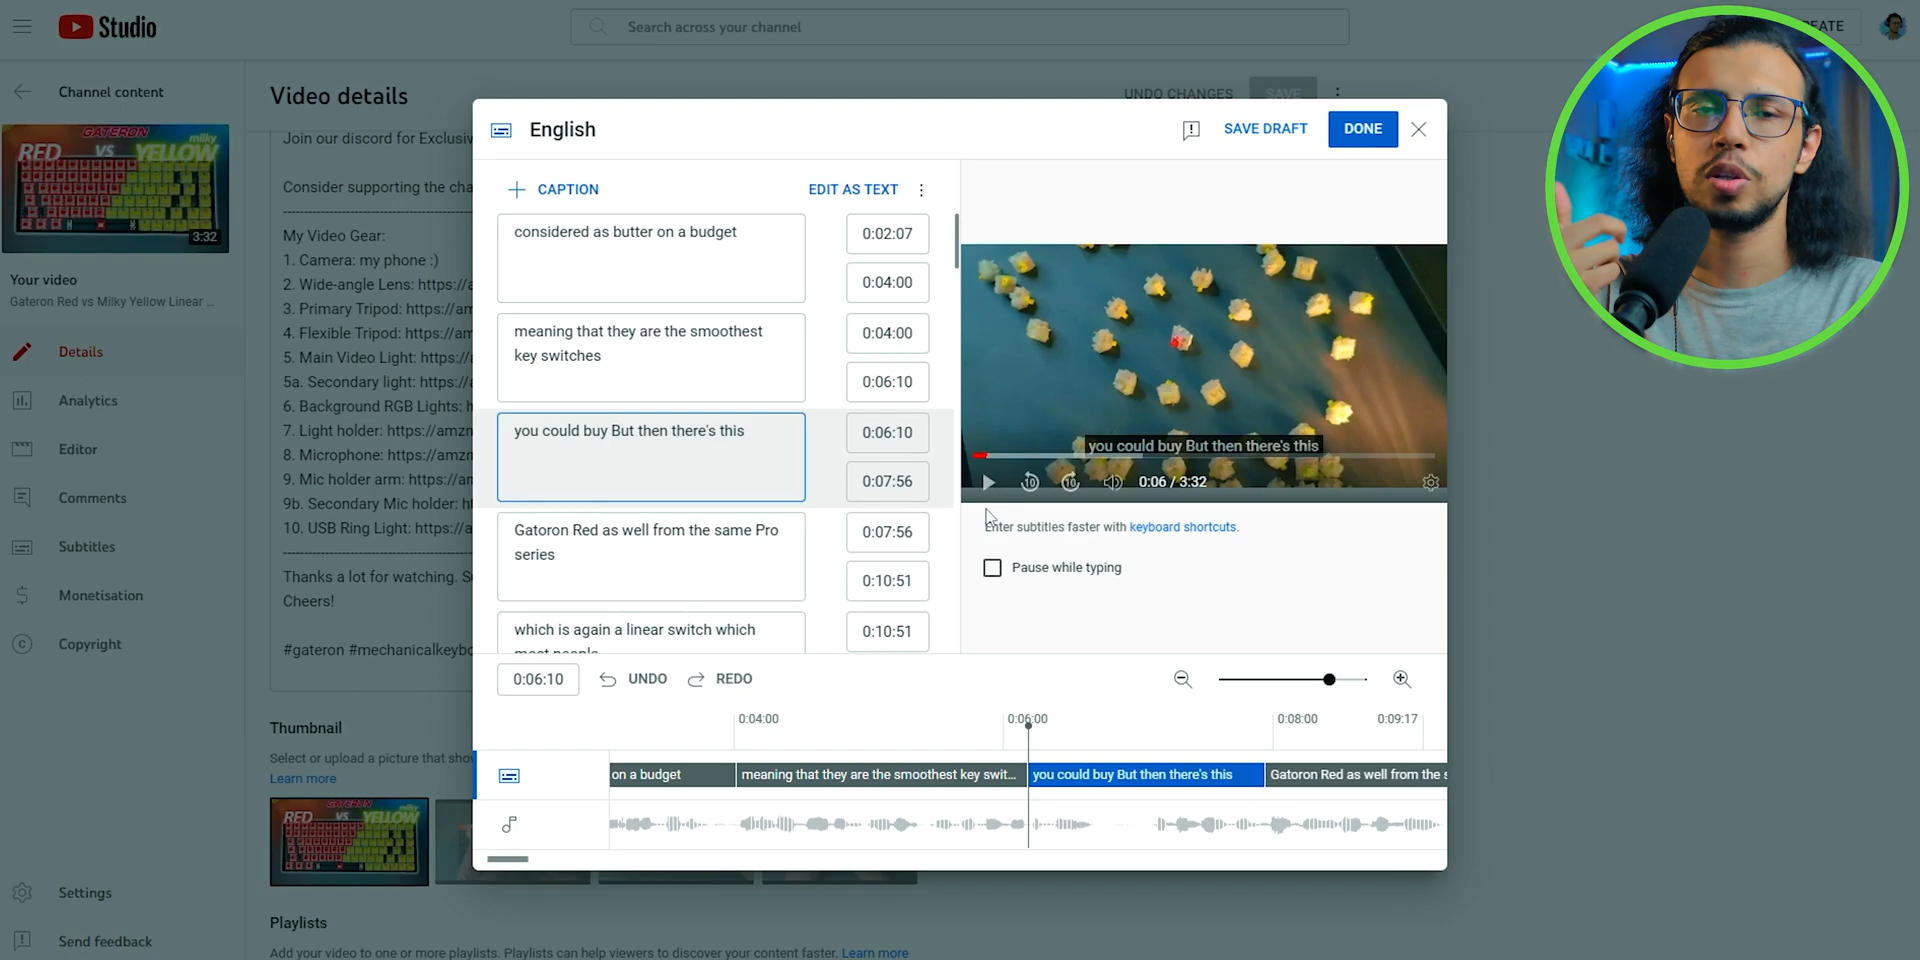 Studio
Search across your channel
CREATE
Channel content
Video details
UNDO CHANGES
SAVE
GATERON
RED VS milky YELLOW
3:32
Your video
Gateron Red vs Milky Yellow Linear ...
Details
Analytics
Editor
Comments
Subtitles
Monetisation
Copyright
Settings
Send feedback
Join our discord for Exclusiv
Consider supporting the cha
My Video Gear:
1. Camera: my phone :)
2. Wide-angle Lens: https://a
3. Primary Tripod: https://am
4. Flexible Tripod: https://am
5. Main Video Light: https://a
5a. Secondary light: https://a
6. Background RGB Lights: h
7. Light holder: https://amzn
8. Microphone: https://amzn
9. Mic holder arm: https://am
9b. Secondary Mic holder: h
10. USB Ring Light: https://a
Thanks a lot for watching. S
Cheers!
#gateron #mechanicalkeybo
Thumbnail
Select or upload a picture that sho
Learn more
GATERON
RED VS YELLOW
Playlists
Add your video to one or more playlists. Playlists can help viewers to discover your content faster. Learn more
English
SAVE DRAFT
DONE
CAPTION
EDIT AS TEXT
considered as butter on a budget
0:02:07
0:04:00
meaning that they are the smoothest
key switches
0:04:00
0:06:10
you could buy But then there's this
0:06:10
0:07:56
Gatoron Red as well from the same Pro
series
0:07:56
0:10:51
which is again a linear switch which
most people
0:10:51
you could buy But then there's this
10
10
0:06 / 3:32
Enter subtitles faster with keyboard shortcuts.
Pause while typing
0:06:10
UNDO
REDO
0:04:00
0:06:00
0:08:00
0:09:17
on a budget
meaning that they are the smoothest key swit...
you could buy But then there's this
Gatoron Red as well from the s